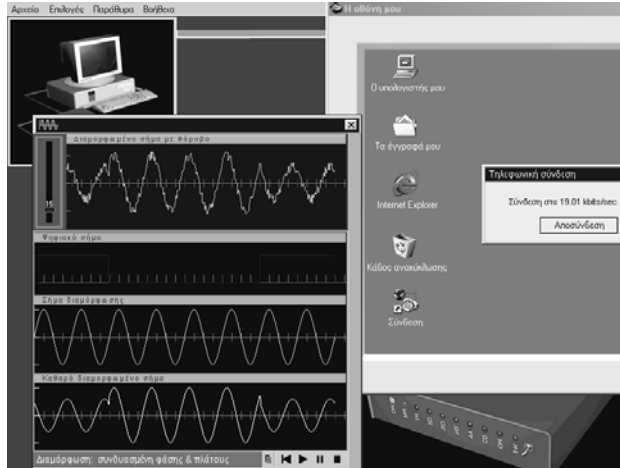 Αρχείο Επιλογές Παράθυρα Βοήθεια
Η οθόνη μου
Ο υπολογιστής μου
Τα έγγραφά μου
Internet Explorer
Κάδος ανακύκλωσης
Σύνδεση
Τηλεφωνική σύνδεση
Σύνδεση στα 19.01 kbits/sec
Αποσύνδεση
Διαμορφωμένο σήμα με θόρυβο
15
Ψηφιακό σήμα
Σήμα διαμόρφωσης
Καθαρό διαμορφωμένο σήμα
Διαμόρφωση: συνδυασμένη φάσης & πλάτους